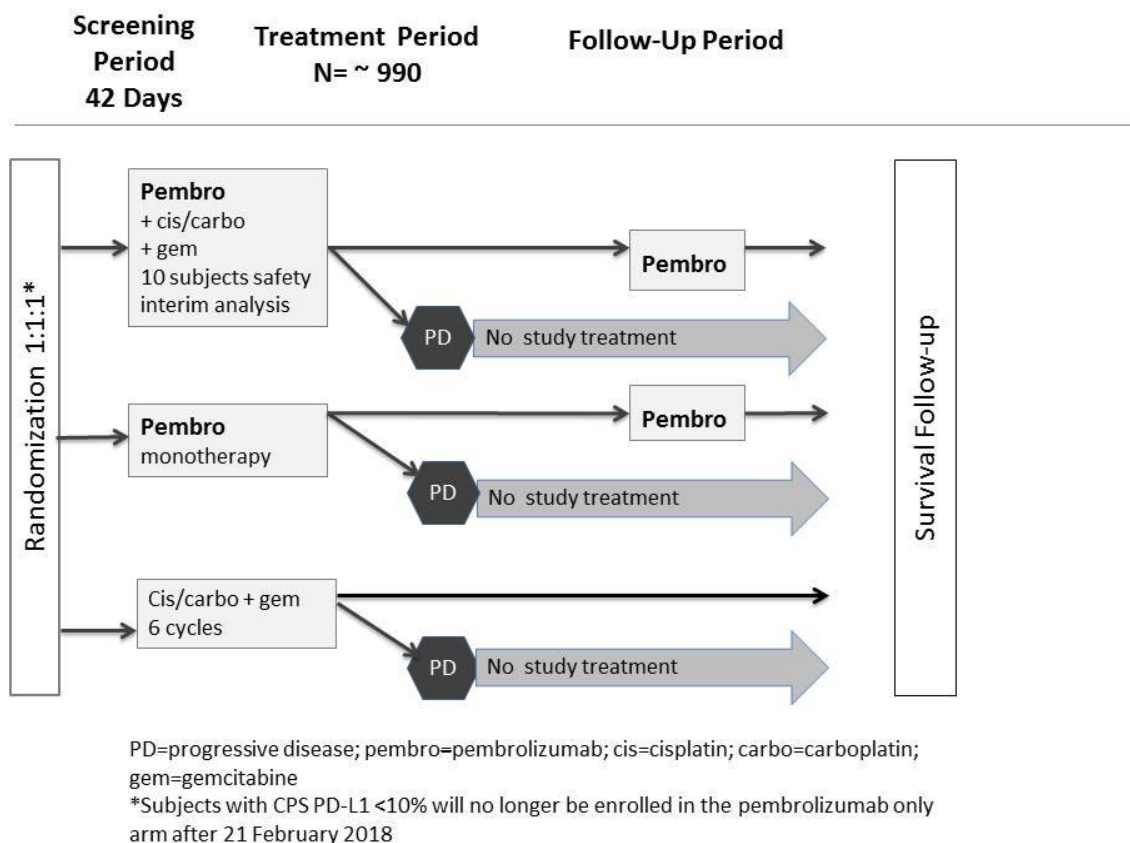 Screening
Period
42 Days
Treatment Period
N= ~ 990
Follow-Up Period
Randomization 1:1:1*
Pembro
+ cis/carbo
+ gem
10 subjects safety
interim analysis
Pembro
PD
No study treatment
Pembro
monotherapy
Pembro
PD
No study treatment
Cis/carbo + gem
6 cycles
PD
No study treatment
Survival Follow-up
PD=progressive disease; pembro=pembrolizumab; cis=cisplatin; carbo=carboplatin;
gem=gemcitabine
*Subjects with CPS PD-L1 <10% will no longer be enrolled in the pembrolizumab only
arm after 21 February 2018